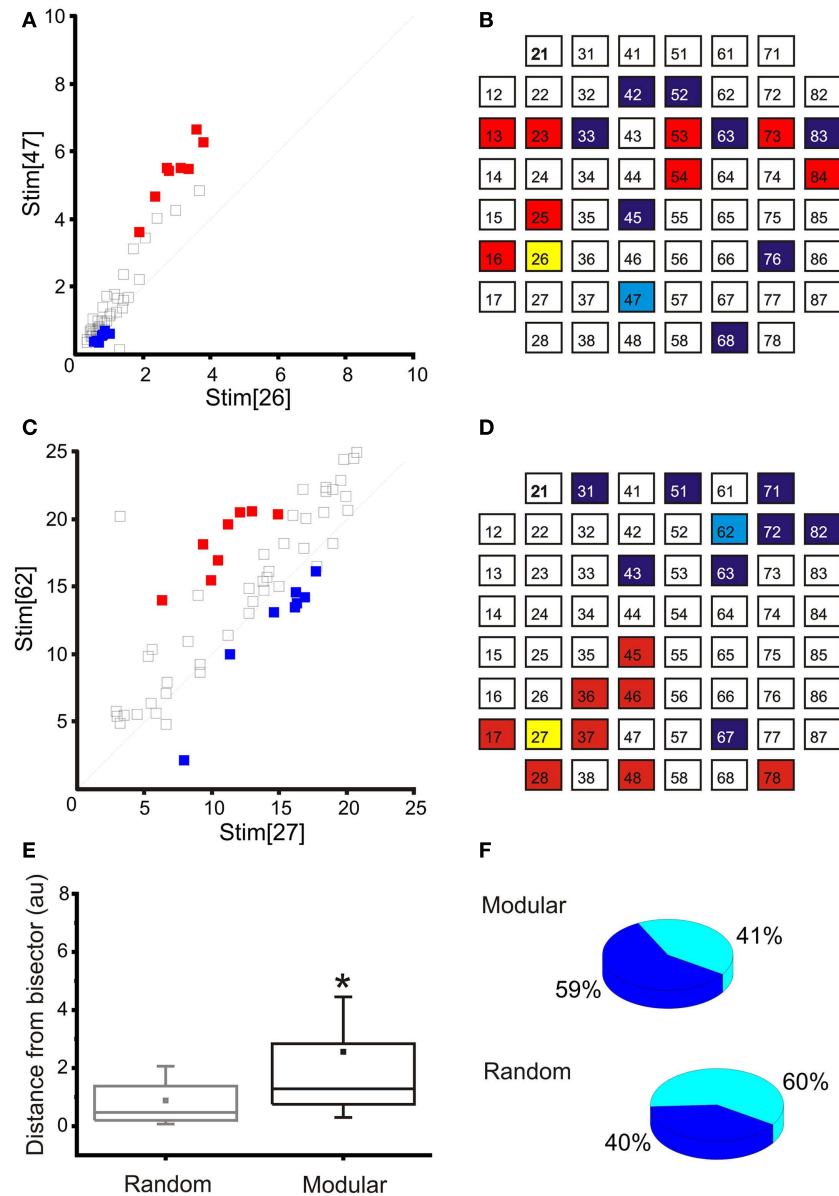 A
10
8
6
4
2
0
2
4
6
8
10
Stim[47]
Stim[26]
B
21 31 41 51 61 71
12 22 32 42 52 62 72 82
13 23 33 43 53 63 73 83
14 24 34 44 54 64 74 84
15 25 35 45 55 65 75 85
16 26 36 46 56 66 76 86
17 27 37 47 57 67 77 87
28 38 48 58 68 78
C
25
20
15
10
5
0
5
10
15
20
25
Stim[62]
Stim[27]
D
21 31 41 51 61 71
12 22 32 42 52 62 72 82
13 23 33 43 53 63 73 83
14 24 34 44 54 64 74 84
15 25 35 45 55 65 75 85
16 26 36 46 56 66 76 86
17 27 37 47 57 67 77 87
28 38 48 58 68 78
E
8
6
4
2
0
Distance from bisector (au)
*
Random
Modular
F
Modular
41%
59%
Random
60%
40%